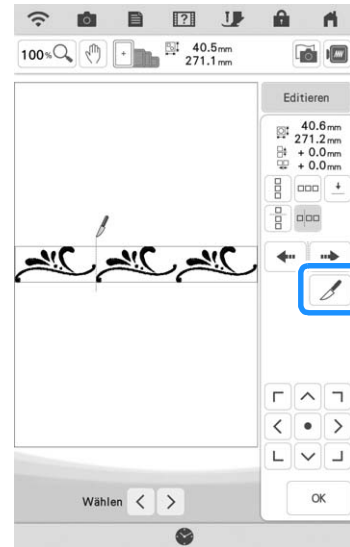 100%
40.5mm
271.1mm
Editieren
40.6mm
271.2mm
+ 0.0mm
+ 0.0mm
Wählen
OK